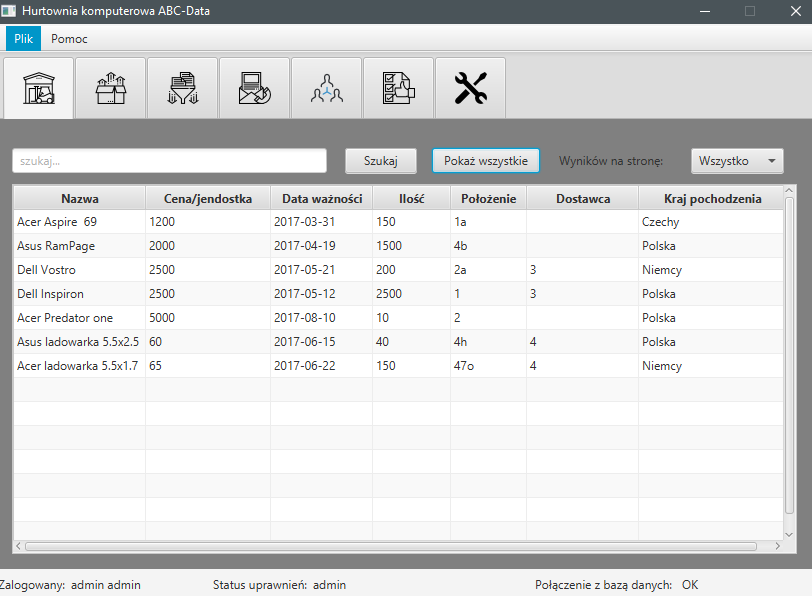 Hurtownia komputerowa ABC-Data
Plik Pomoc
szukaj... Szukaj Pokaż wszystkie Wyników na stronę: Wszystko
Nazwa Cena/jendostka Data ważności Ilość Położenie Dostawca Kraj pochodzenia
Acer Aspire 69 1200 2017-03-31 150 1a Czechy
Asus RamPage 2000 2017-04-19 1500 4b Polska
Dell Vostro 2500 2017-05-21 200 2a 3 Niemcy
Dell Inspiron 2500 2017-05-12 2500 1 3 Polska
Acer Predator one 5000 2017-08-10 10 2 Polska
Asus ladowarka 5.5x2.5 60 2017-06-15 40 4h 4 Polska
Acer ladowarka 5.5x1.7 65 2017-06-22 150 47o 4 Niemcy
Zalogowany: admin admin Status uprawnień: admin Połączenie z bazą danych: OK